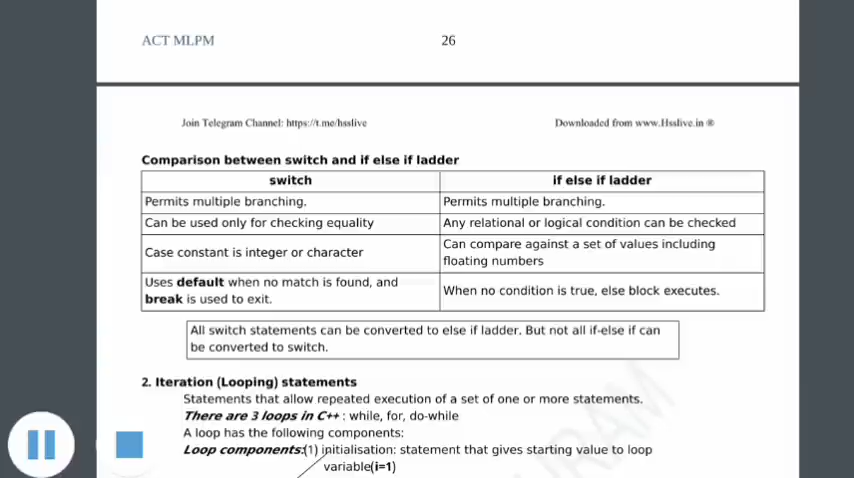 ACT MLPM 26
Join Telegram Channel: https://t.me/hsslive Downloaded from www.Hsslive.in ®
Comparison between switch and if else if ladder
switch if else if ladder
Permits multiple branching. Permits multiple branching.
Can be used only for checking equality Any relational or logical condition can be checked
Case constant is integer or character Can compare against a set of values including
floating numbers
Uses default when no match is found, and
break is used to exit. When no condition is true, else block executes.
All switch statements can be converted to else if ladder. But not all if-else if can
be converted to switch.
2. Iteration (Looping) statements
Statements that allow repeated execution of a set of one or more statements.
There are 3 loops in C++ : while, for, do-while
A loop has the following components:
Loop components:(1) initialisation: statement that gives starting value to loop
variable(i=1)